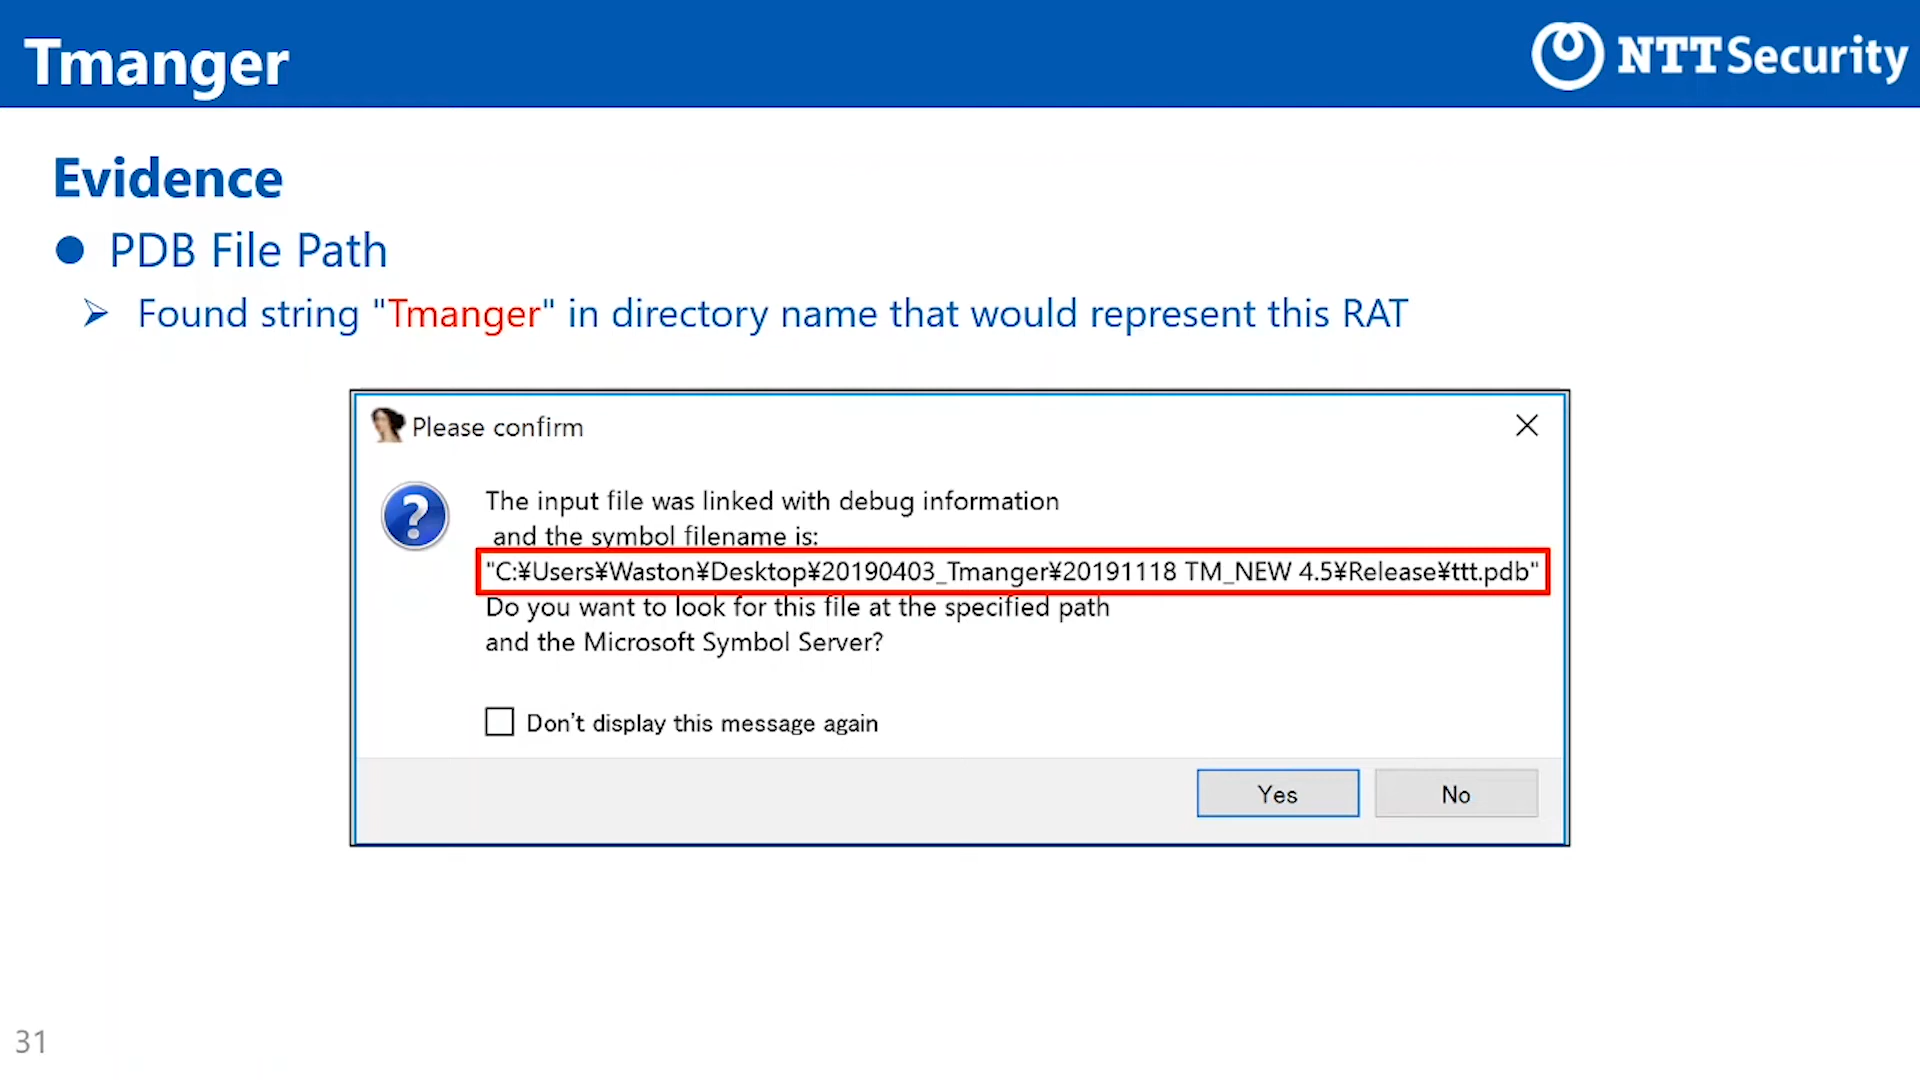 Tmanger
NTT Security
Evidence
● PDB File Path
➢ Found string "Tmanger" in directory name that would represent this RAT
Please confirm
The input file was linked with debug information
and the symbol filename is:
"C:¥Users¥Waston¥Desktop¥20190403_Tmanger¥20191118 TM_NEW 4.5¥Release¥ttt.pdb"
Do you want to look for this file at the specified path
and the Microsoft Symbol Server?
Don't display this message again
Yes
No
31